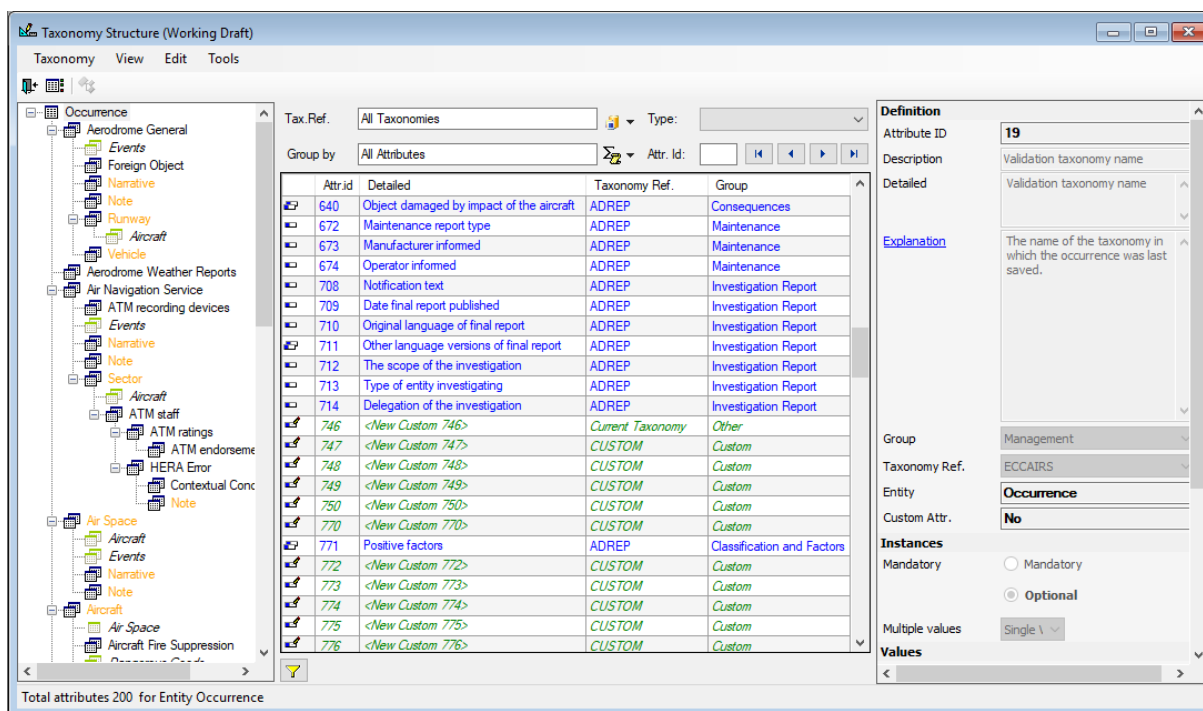 Taxonomy Structure (Working Draft)
Taxonomy View Edit Tools
Occurrence
Aerodrome General
Events
Foreign Object
Narrative
Note
Runway
Aircraft
Vehicle
Aerodrome Weather Reports
Air Navigation Service
ATM recording devices
Events
Narrative
Note
Sector
Aircraft
ATM staff
ATM ratings
ATM endorseme
HERA Error
Contextual Conc
Note
Air Space
Aircraft
Events
Narrative
Note
Aircraft
Air Space
Aircraft Fire Suppression
Dangerous Goods
Tax.Ref. All Taxonomies Type:
Group by All Attributes Attr. Id:
Attr.id Detailed Taxonomy Ref. Group
640 Object damaged by impact of the aircraft ADREP Consequences
672 Maintenance report type ADREP Maintenance
673 Manufacturer informed ADREP Maintenance
674 Operator informed ADREP Maintenance
708 Notification text ADREP Investigation Report
709 Date final report published ADREP Investigation Report
710 Original language of final report ADREP Investigation Report
711 Other language versions of final report ADREP Investigation Report
712 The scope of the investigation ADREP Investigation Report
713 Type of entity investigating ADREP Investigation Report
714 Delegation of the investigation ADREP Investigation Report
746 <New Custom 746> Current Taxonomy Other
747 <New Custom 747> CUSTOM Custom
748 <New Custom 748> CUSTOM Custom
749 <New Custom 749> CUSTOM Custom
750 <New Custom 750> CUSTOM Custom
770 <New Custom 770> CUSTOM Custom
771 Positive factors ADREP Classification and Factors
772 <New Custom 772> CUSTOM Custom
773 <New Custom 773> CUSTOM Custom
774 <New Custom 774> CUSTOM Custom
775 <New Custom 775> CUSTOM Custom
776 <New Custom 776> CUSTOM Custom
Definition
Attribute ID 19
Description Validation taxonomy name
Detailed Validation taxonomy name
Explanation The name of the taxonomy in
which the occurrence was last
saved.
Group Management
Taxonomy Ref. ECCAIRS
Entity Occurrence
Custom Attr. No
Instances
Mandatory Mandatory
Optional
Multiple values Single \
Values
Total attributes 200 for Entity Occurrence